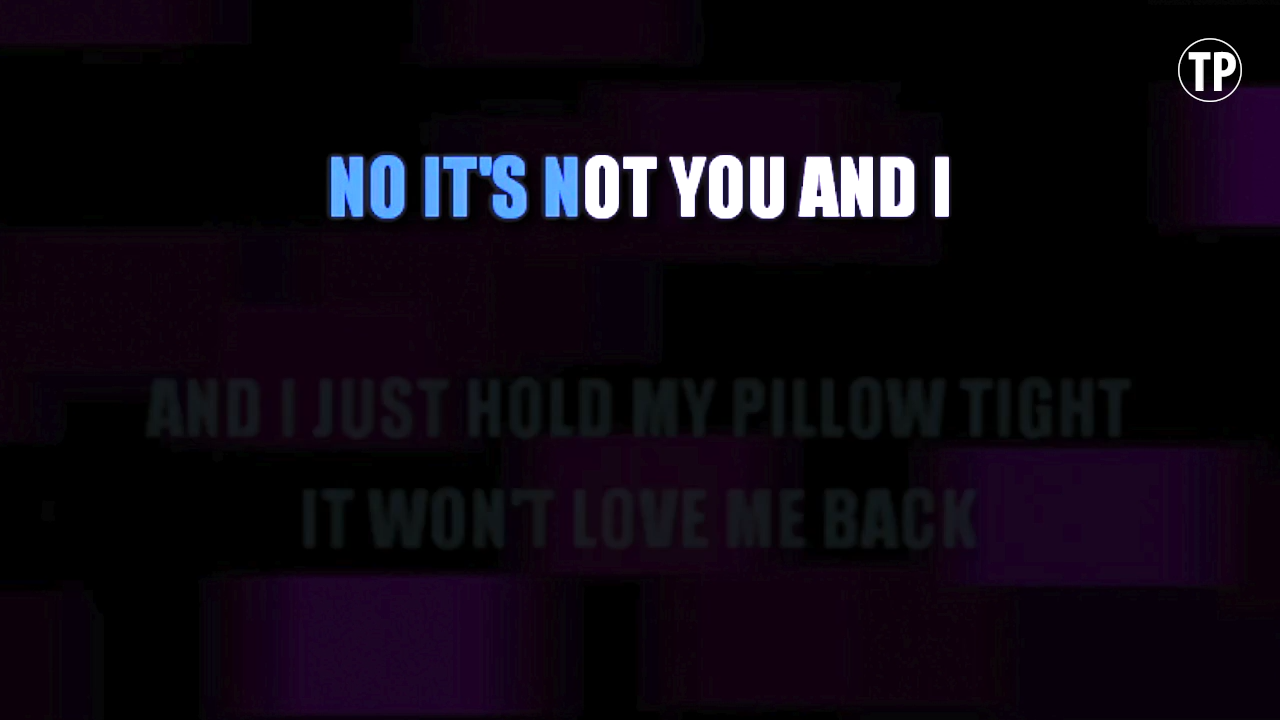 TP
NO IT'S NOT YOU AND I
AND I JUST HOLD MY PILLOW TIGHT
IT WON'T LOVE ME BACK